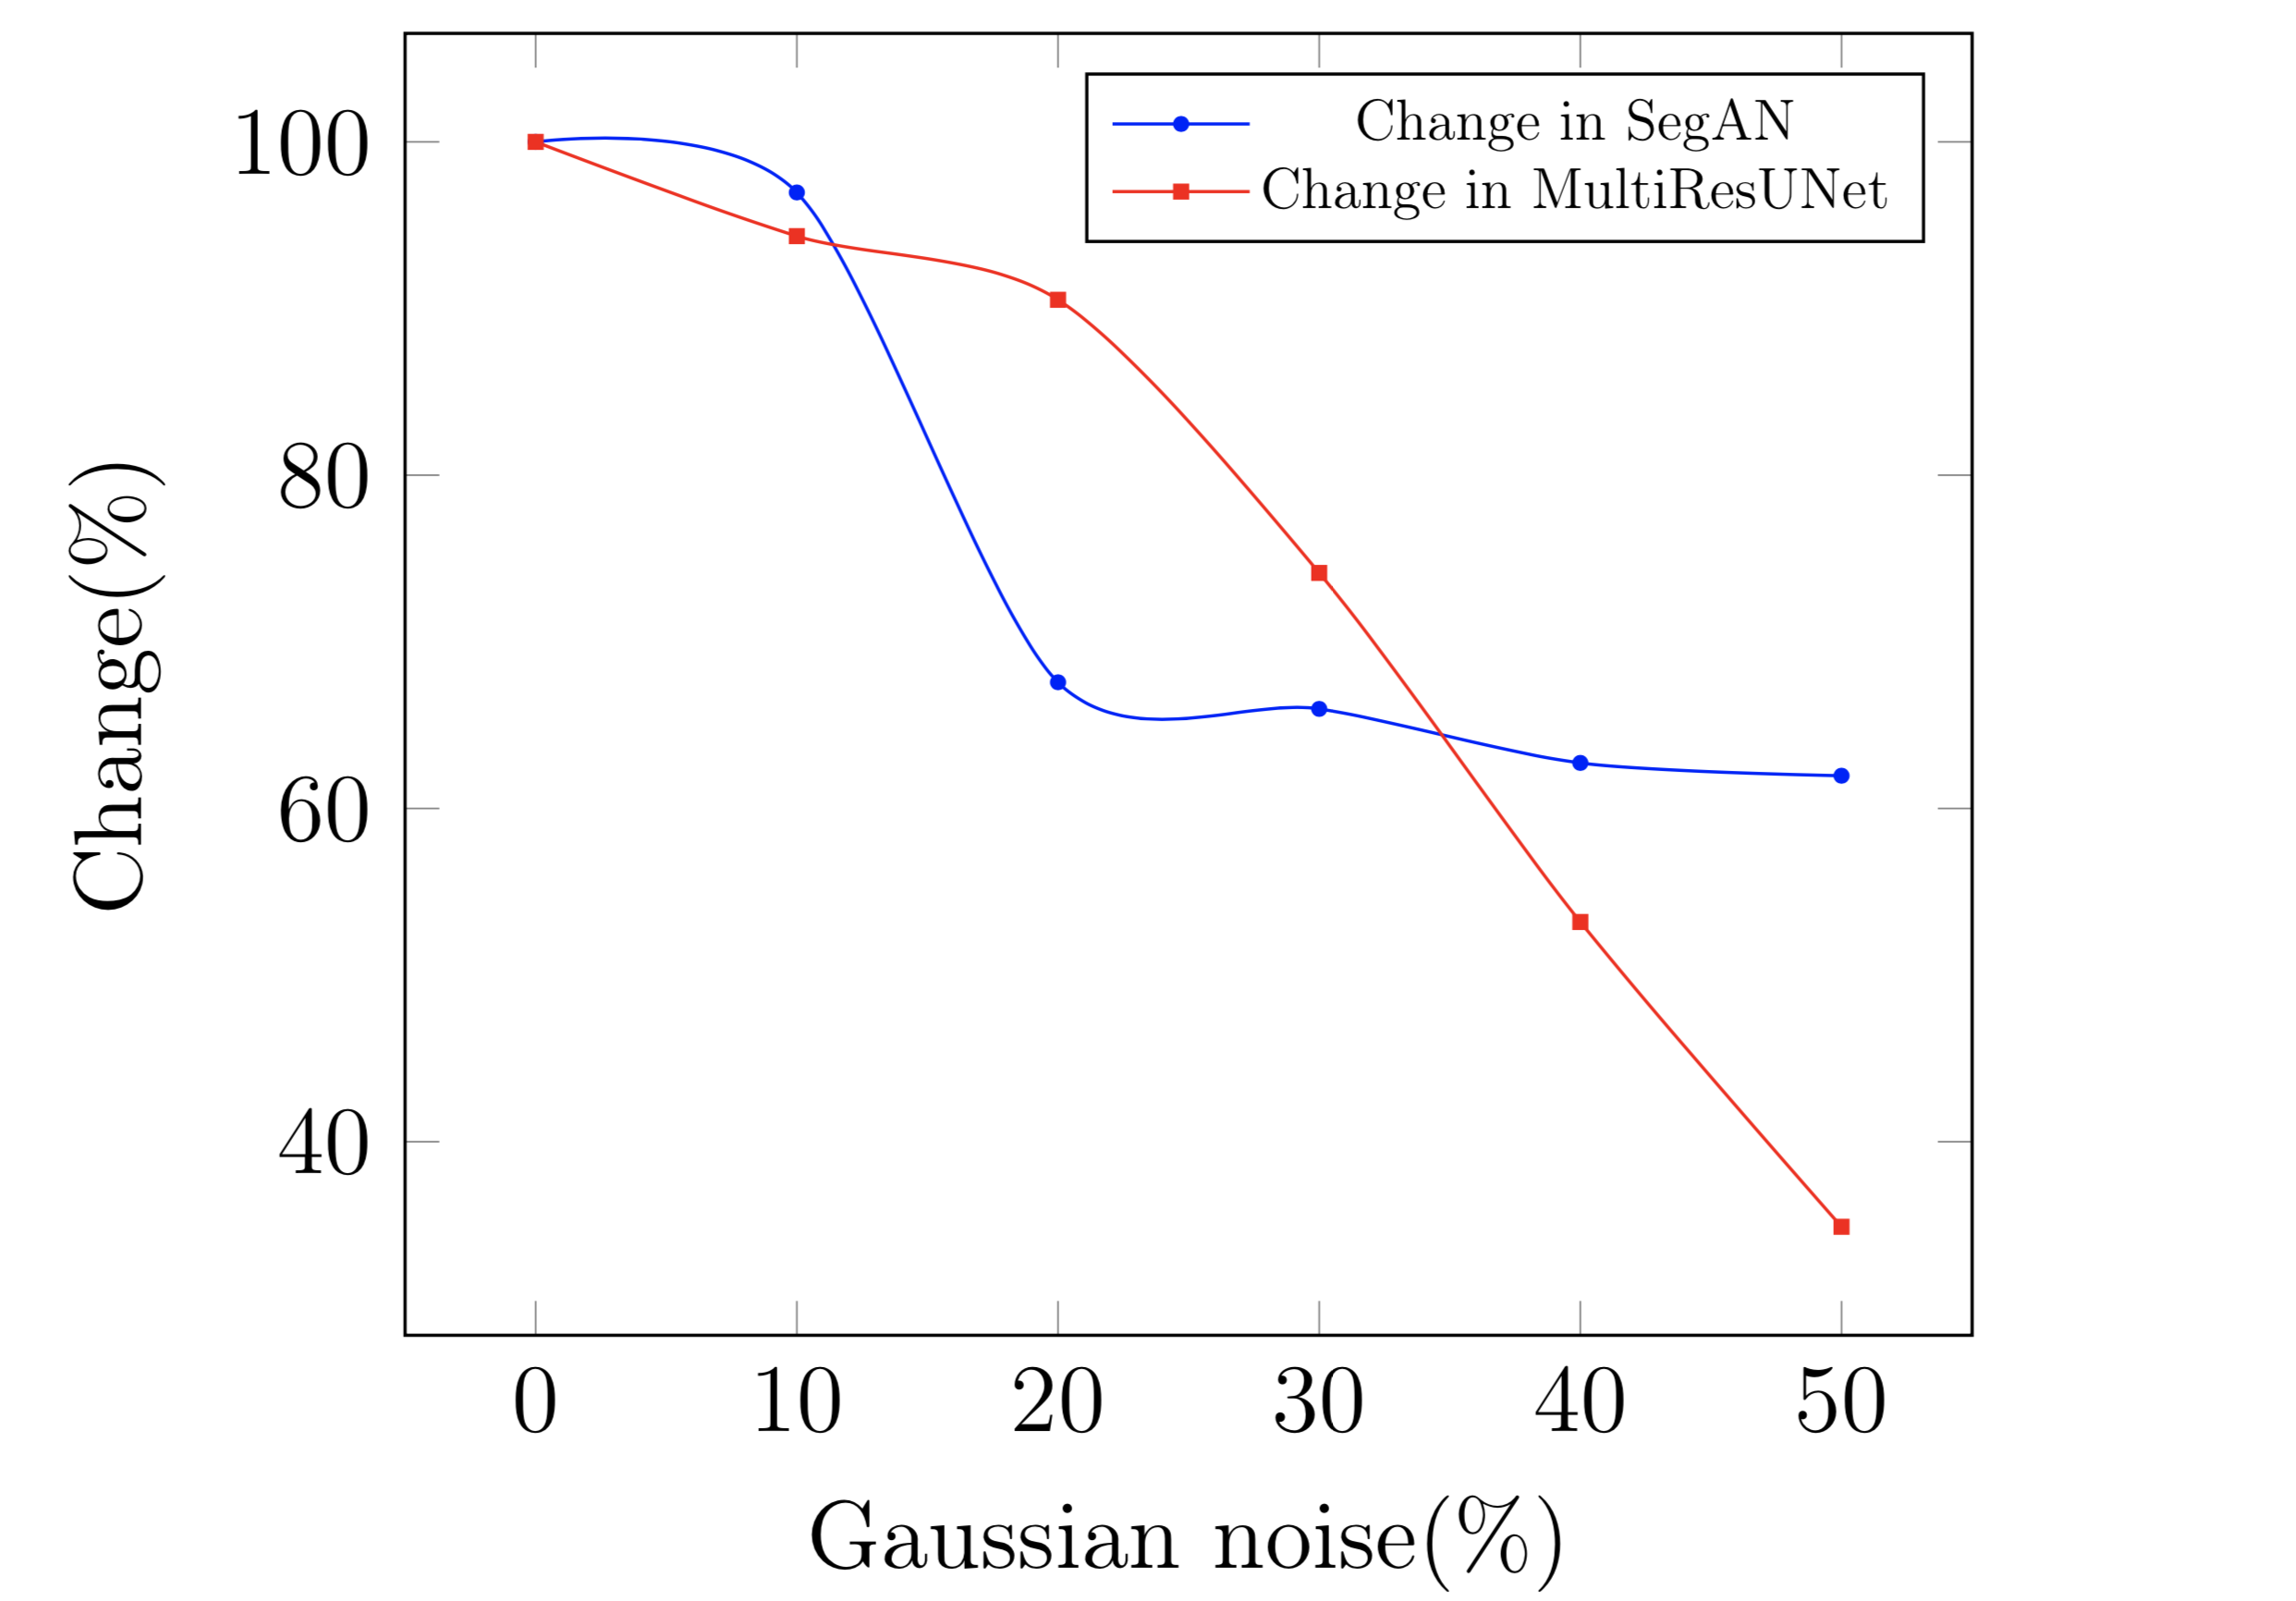 Change in SegAN
Change in MultiResUNet
100
80
60
40
Change(%)
0 10 20 30 40 50
Gaussian noise(%)